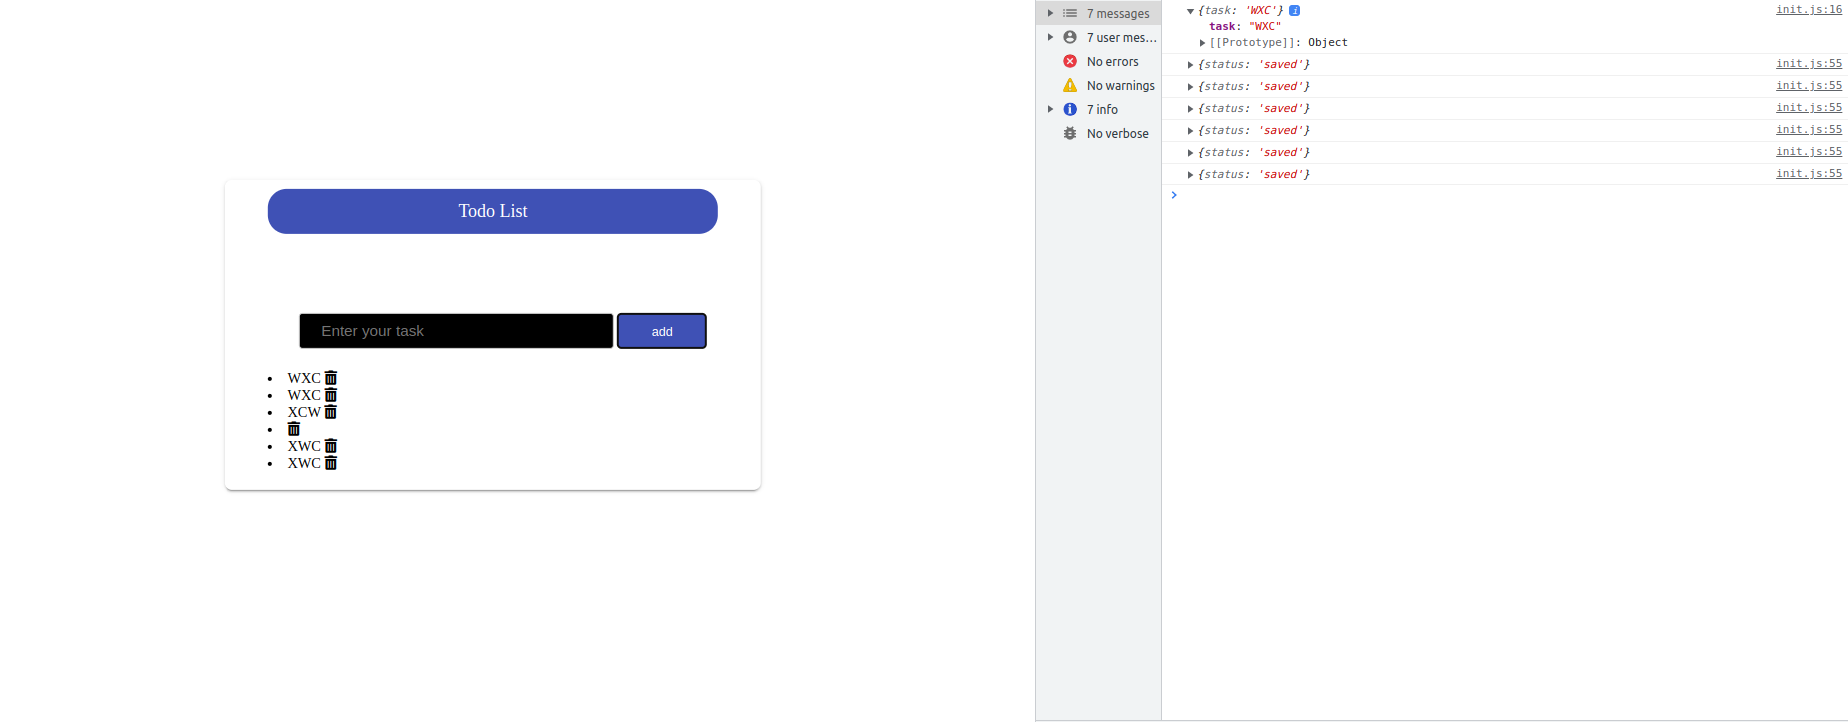 Todo List
Enter your task
add
WXC
WXC
XCW
XWC
XWC
7 messages
7 user mes...
No errors
No warnings
7 info
No verbose
{task: 'WXC'} i init.js:16
task: "WXC"
[[Prototype]]: Object
{status: 'saved'} init.js:55
{status: 'saved'} init.js:55
{status: 'saved'} init.js:55
{status: 'saved'} init.js:55
{status: 'saved'} init.js:55
{status: 'saved'} init.js:55